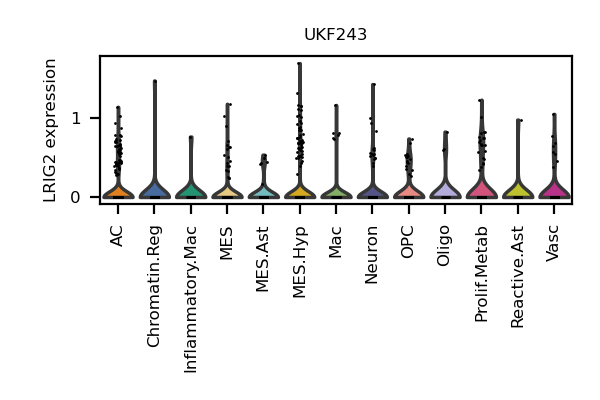 UKF243
LRIG2 expression
1
0
AC
Chromatin.Reg
Inflammatory.Mac
MES
MES.Ast
MES.Hyp
Mac
Neuron
OPC
Oligo
Prolif.Metab
Reactive.Ast
Vasc